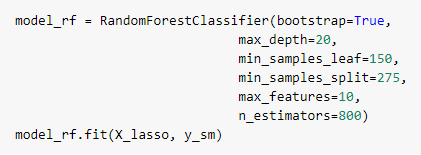 model_rf = RandomForestClassifier(bootstrap=True,
max_depth=20,
min_samples_leaf=150,
min_samples_split=275,
max_features=10,
n_estimators=800)
model_rf.fit(X_lasso, y_sm)